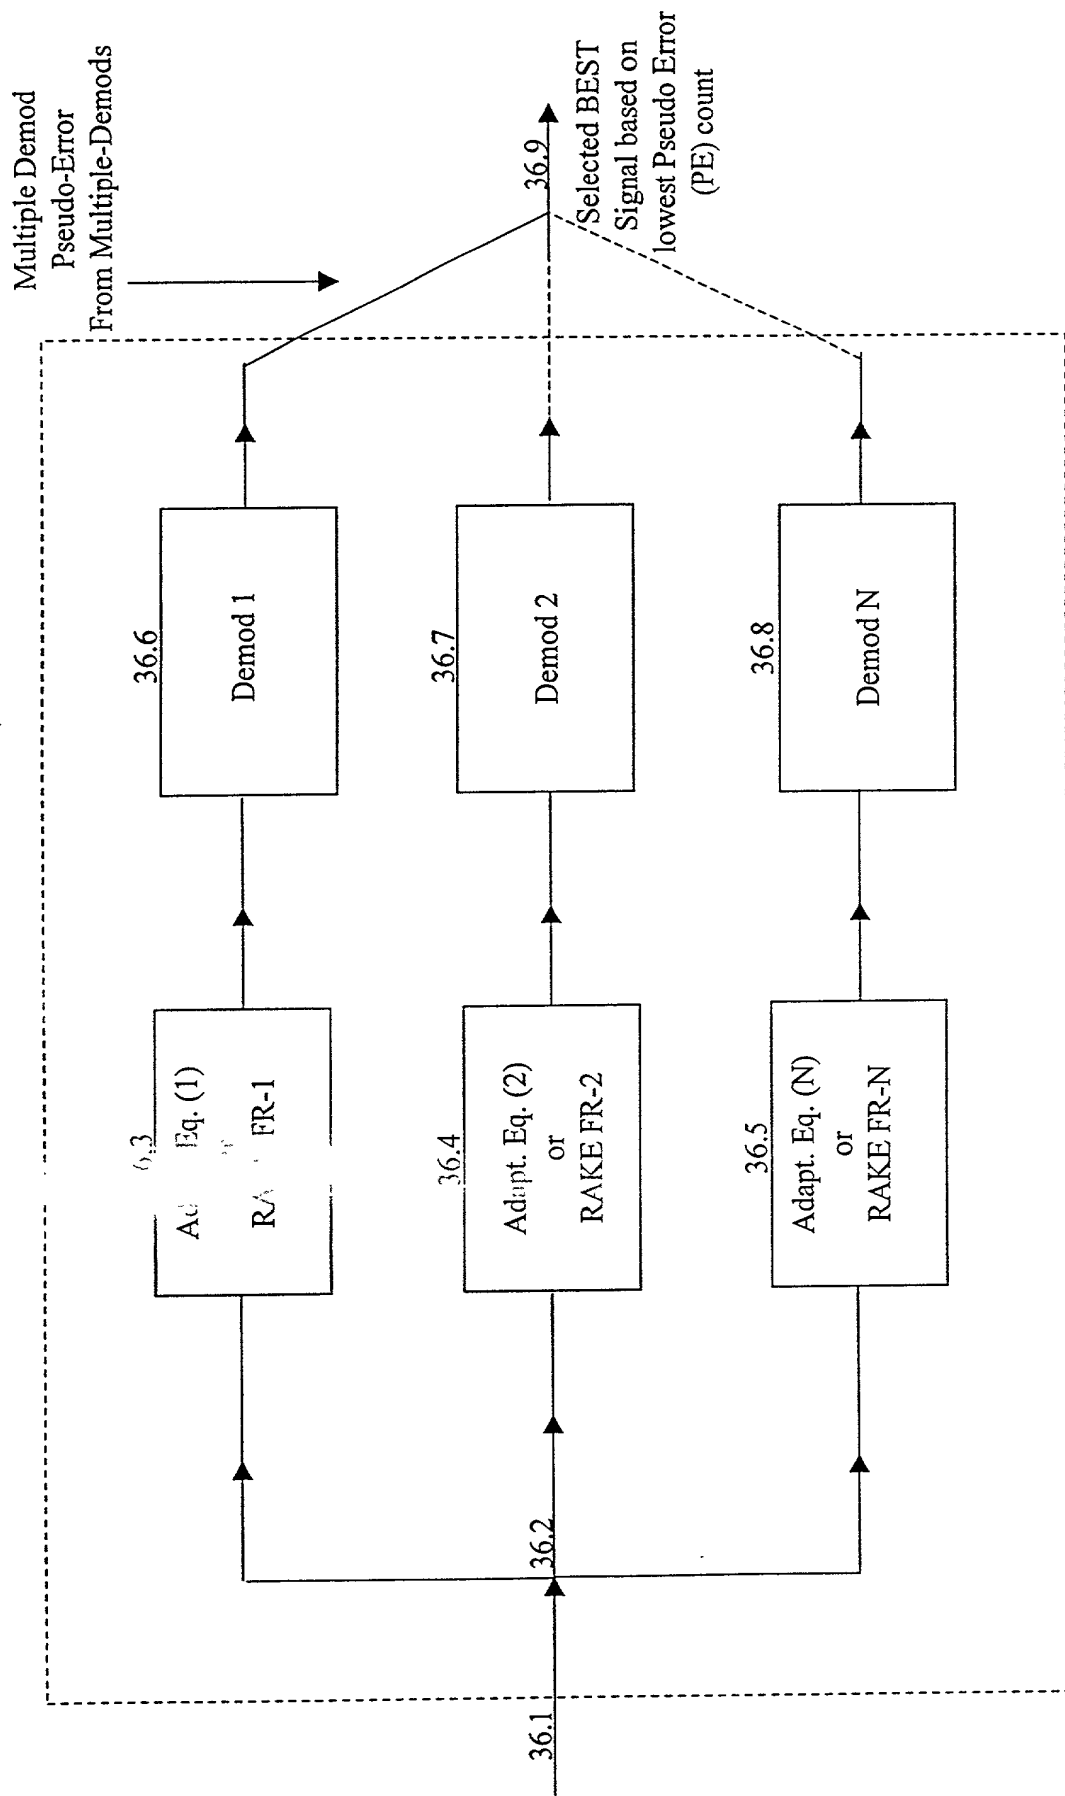 Multiple Demod
Pseudo-Error
From Multiple-Demods
36.1
36.2
Eq. (1)
FR-1
36.4
Adapt. Eq. (2)
or
RAKE FR-2
36.5
Adapt. Eq. (N)
or
RAKE FR-N
36.6
Demod 1
36.7
Demod 2
36.8
Demod N
36.9
Selected BEST
Signal based on
lowest Pseudo Error
(PE) count